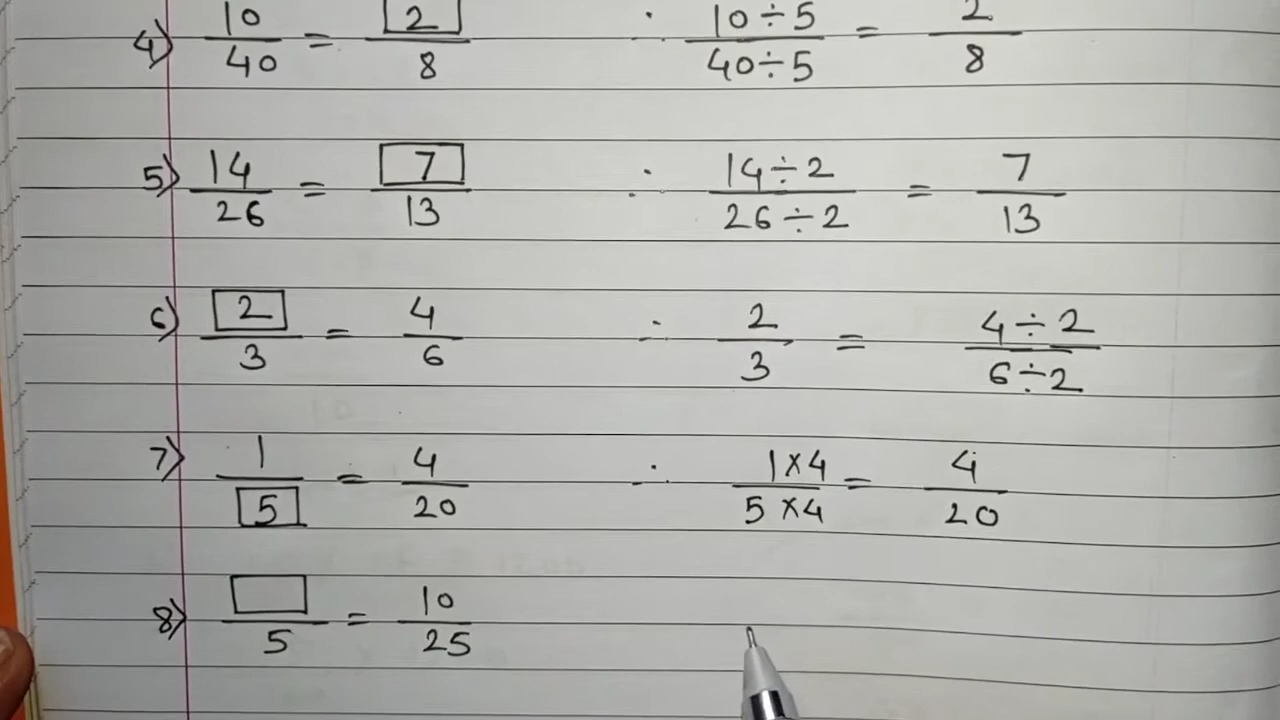 4) 10/40 = 2/8 ∴ 10÷5/40÷5 = 2/8
5) 14/26 = 7/13 ∴ 14÷2/26÷2 = 7/13
6) 2/3 = 4/6 ∴ 2/3 = 4÷2/6÷2
7) 1/5 = 4/20 ∴ 1×4/5×4 = 4/20
8) □/5 = 10/25